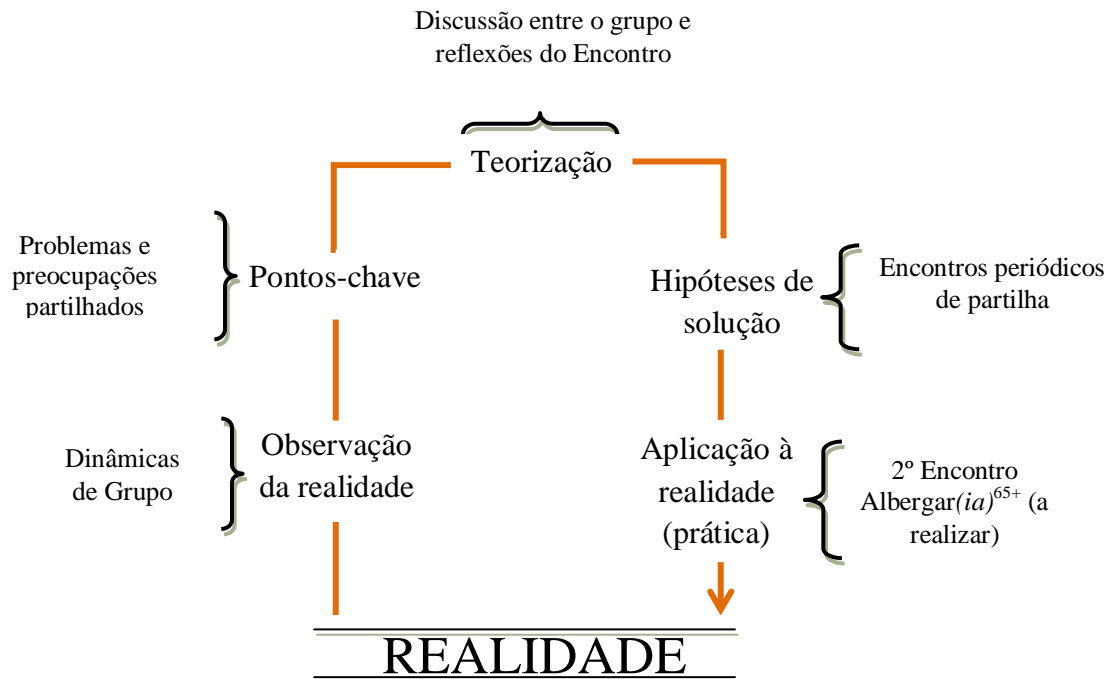 Discussão entre o grupo e
reflexões do Encontro
Teorização
Problemas e
preocupações
partilhados
Pontos-chave
Hipóteses de
solução
Encontros periódicos
de partilha
Dinâmicas
de Grupo
Observação
da realidade
Aplicação à
realidade
(prática)
2º Encontro
Albergar(ia)65+ (a
realizar)
REALIDADE